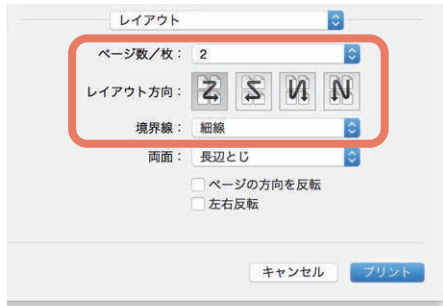 レイアウト
ページ数／枚： 2
レイアウト方向：
境界線： 細線
両面： 長辺とじ
ページの方向を反転
左右反転
キャンセル プリント